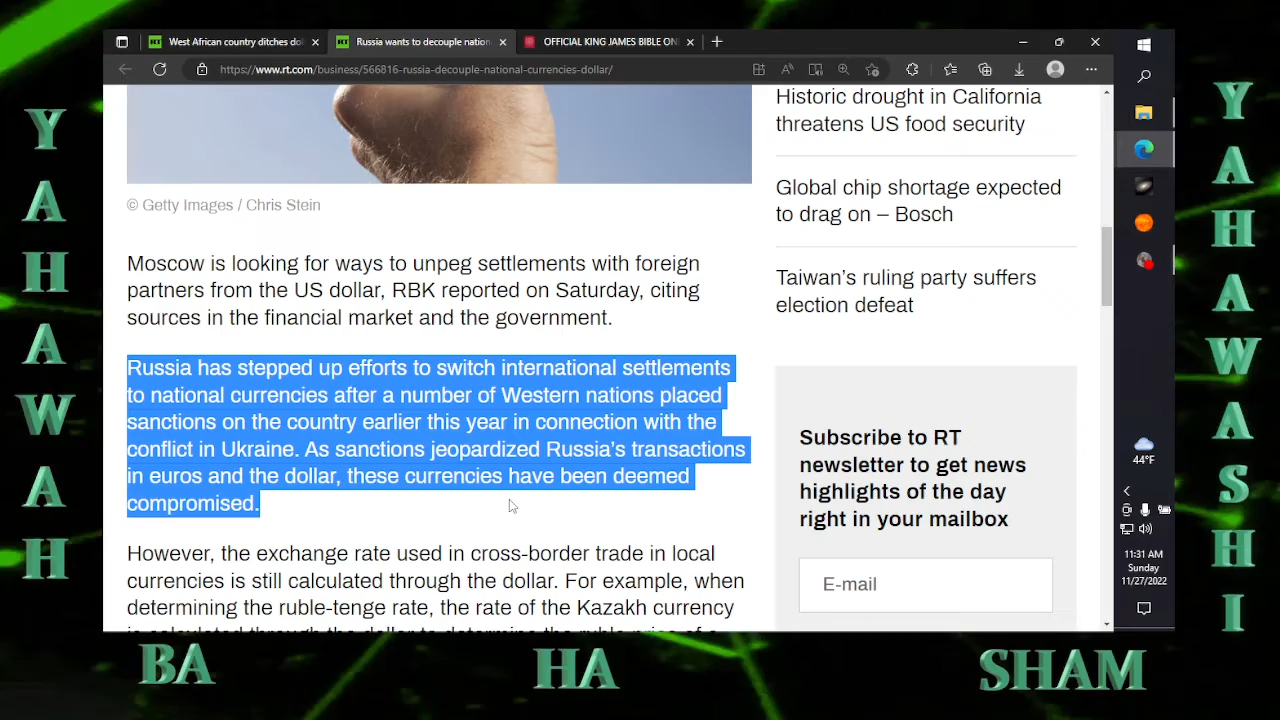 YAHAWAH
West African country ditches do
Russia wants to decouple nation
OFFICIAL KING JAMES BIBLE ON
https://www.rt.com/business/566816-russia-decouple-national-currencies-dollar/
© Getty Images / Chris Stein
Moscow is looking for ways to unpeg settlements with foreign
partners from the US dollar, RBK reported on Saturday, citing
sources in the financial market and the government.
Russia has stepped up efforts to switch international settlements
to national currencies after a number of Western nations placed
sanctions on the country earlier this year in connection with the
conflict in Ukraine. As sanctions jeopardized Russia's transactions
in euros and the dollar, these currencies have been deemed
compromised.
However, the exchange rate used in cross-border trade in local
currencies is still calculated through the dollar. For example, when
determining the ruble-tenge rate, the rate of the Kazakh currency
Historic drought in California
threatens US food security
Global chip shortage expected
to drag on – Bosch
Taiwan's ruling party suffers
election defeat
Subscribe to RT
newsletter to get news
highlights of the day
right in your mailbox
E-mail
44°F
11:31 AM
Sunday
11/27/2022
YAHAWASHI
BA
HA
SHAM